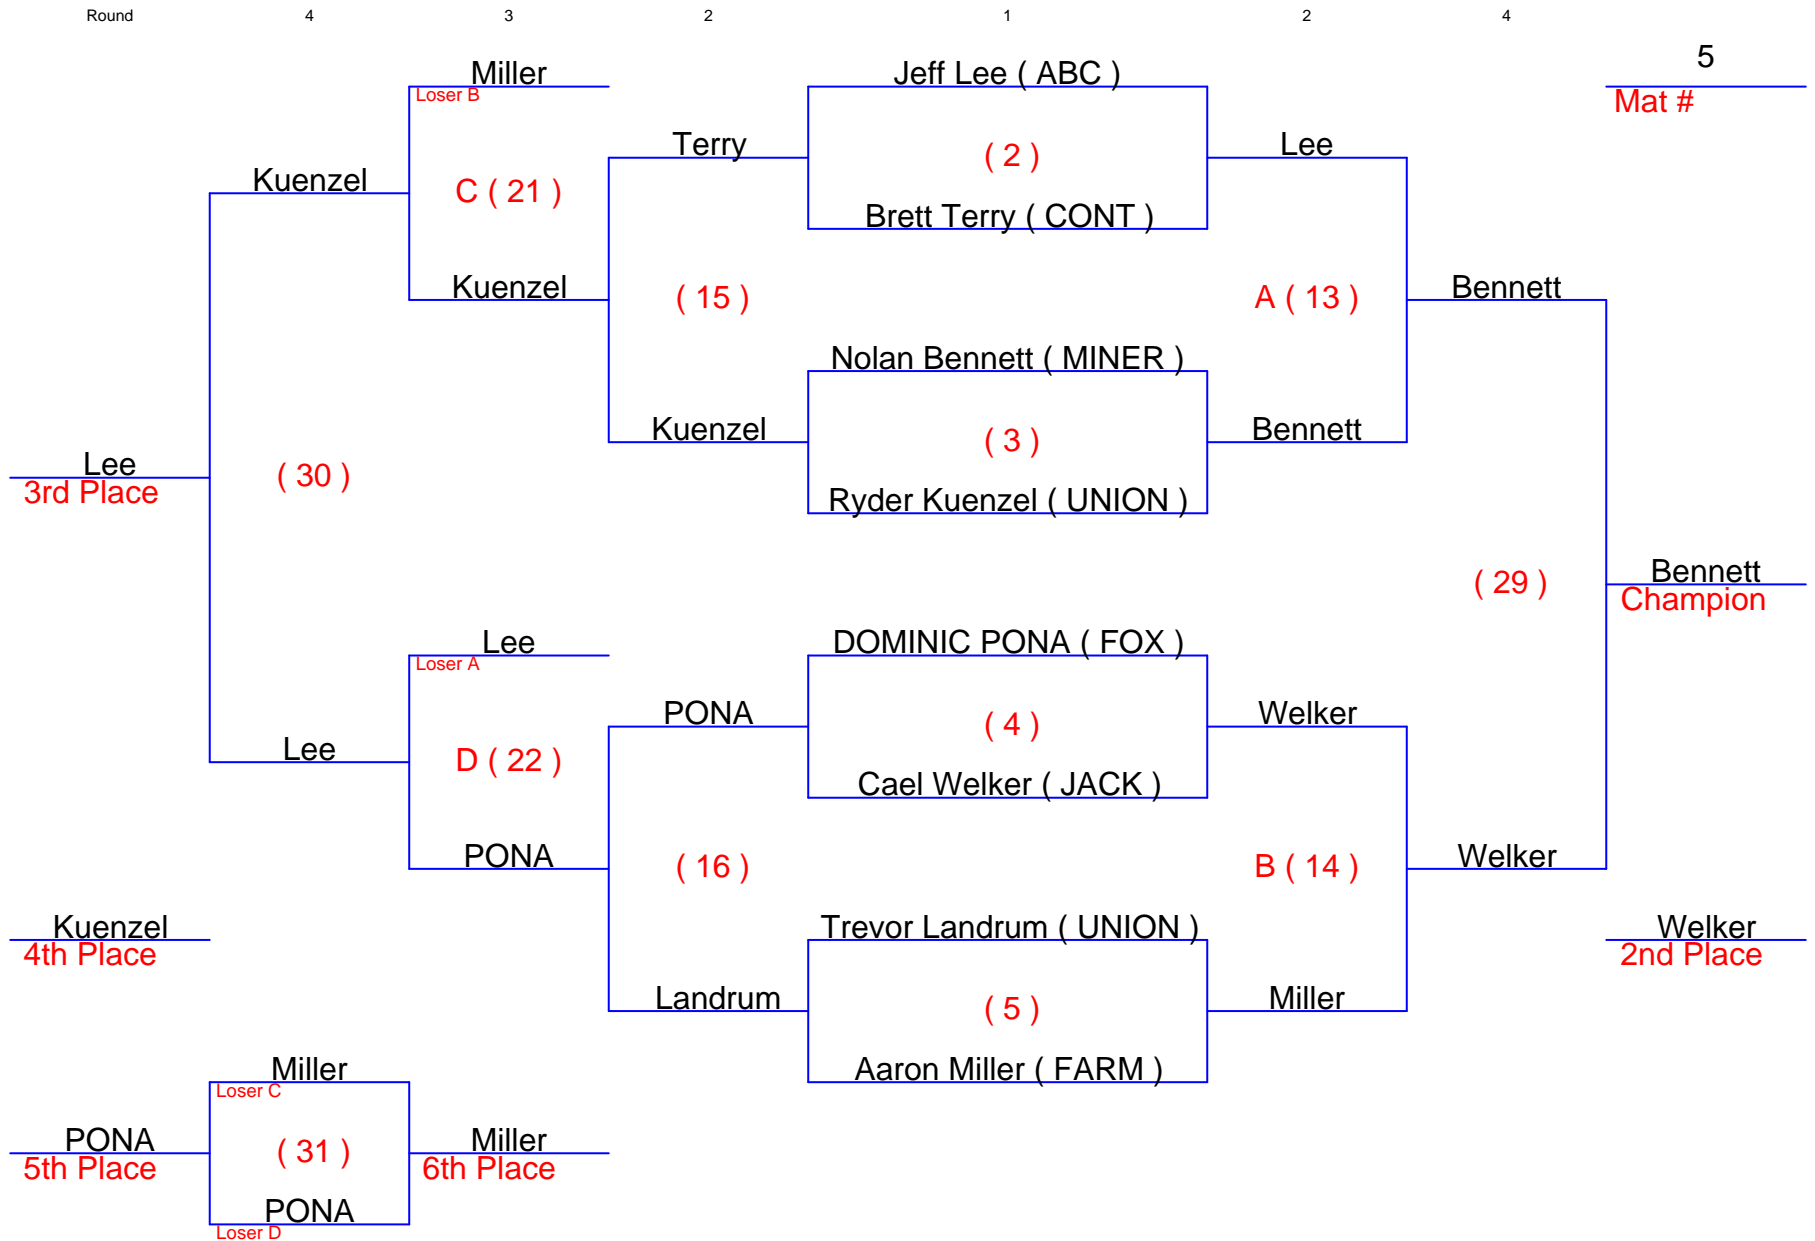 Round 4 3 2 1 2 4
5
Miller Jeff Lee ( ABC )
Loser B Mat #
Terry ( 2 ) Lee
Kuenzel C ( 21 )
Brett Terry ( CONT )
Kuenzel ( 15 ) A ( 13 ) Bennett
Nolan Bennett ( MINER )
Kuenzel ( 3 ) Bennett
Lee ( 30 )
3rd Place
Ryder Kuenzel ( UNION )
( 29 ) Bennett
Champion
Lee DOMINIC PONA ( FOX )
Loser A
PONA ( 4 ) Welker
Lee D ( 22 )
Cael Welker ( JACK )
PONA ( 16 ) B ( 14 ) Welker
Kuenzel Trevor Landrum ( UNION ) Welker
4th Place 2nd Place
Landrum ( 5 ) Miller
Miller Aaron Miller ( FARM )
Loser C
PONA ( 31 ) Miller
5th Place 6th Place
PONA
Loser D